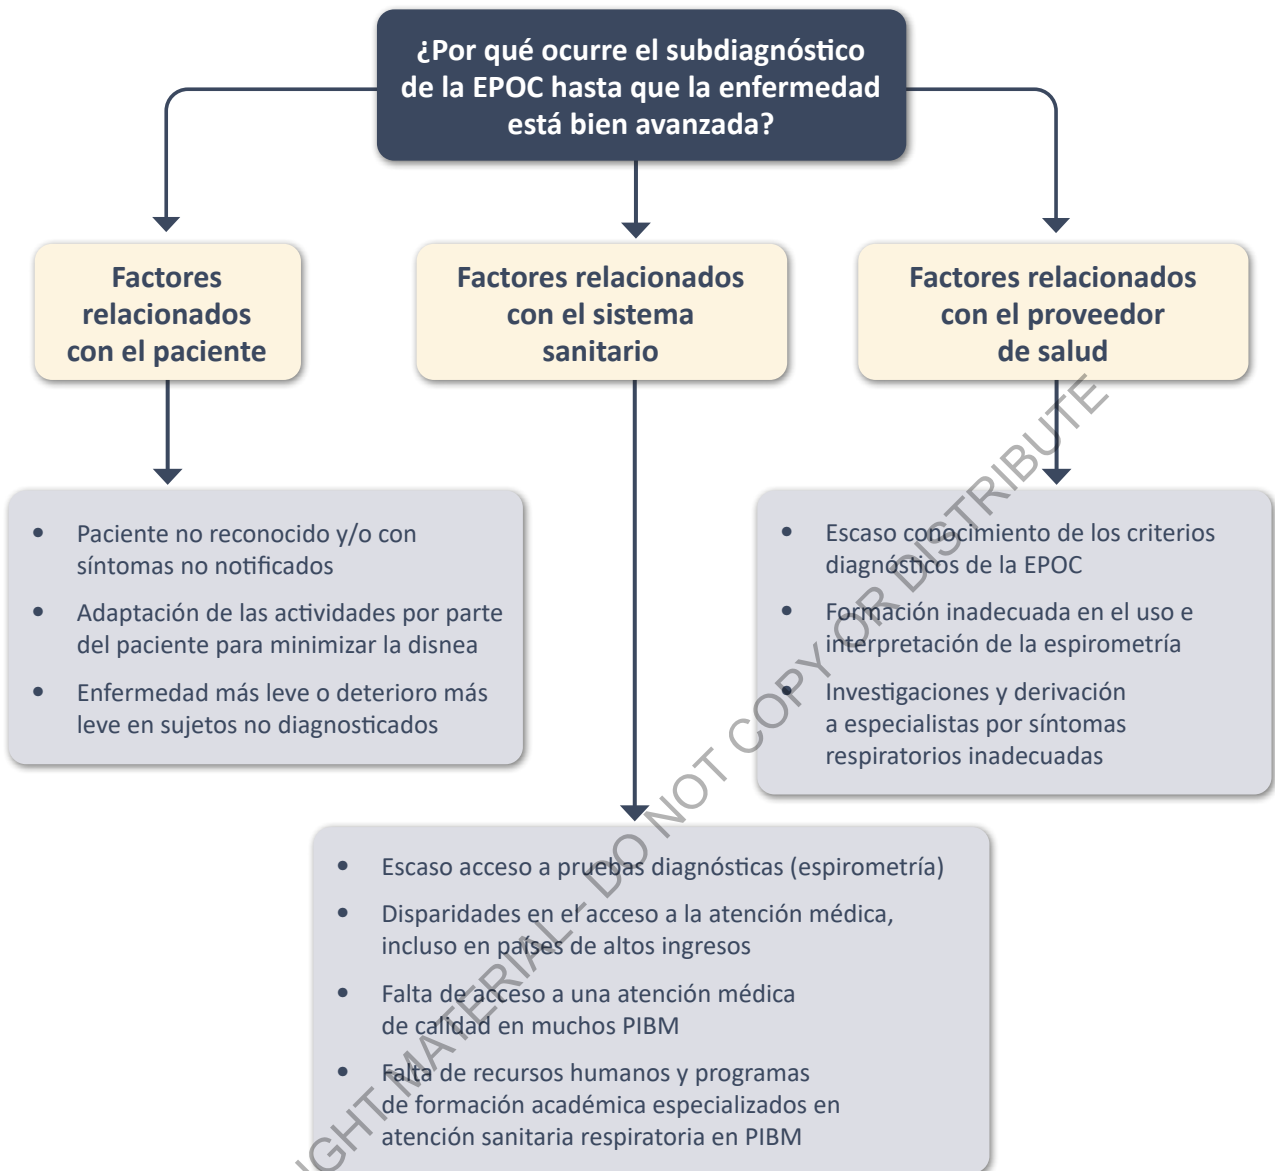 ¿Por qué ocurre el subdiagnóstico
de la EPOC hasta que la enfermedad
está bien avanzada?
Factores
relacionados
con el paciente
Factores relacionados
con el sistema
sanitario
Factores relacionados
con el proveedor
de salud
• Paciente no reconocido y/o con
síntomas no notificados
• Adaptación de las actividades por parte
del paciente para minimizar la disnea
• Enfermedad más leve o deterioro más
leve en sujetos no diagnosticados
• Escaso conocimiento de los criterios
diagnósticos de la EPOC
• Formación inadecuada en el uso e
interpretación de la espirometría
• Investigaciones y derivación
a especialistas por síntomas
respiratorios inadecuadas
• Escaso acceso a pruebas diagnósticas (espirometría)
• Disparidades en el acceso a la atención médica,
incluso en países de altos ingresos
• Falta de acceso a una atención médica
de calidad en muchos PIBM
• Falta de recursos humanos y programas
de formación académica especializados en
atención sanitaria respiratoria en PIBM
MATERIAL - DO NOT COPY OR DISTRIBUTE